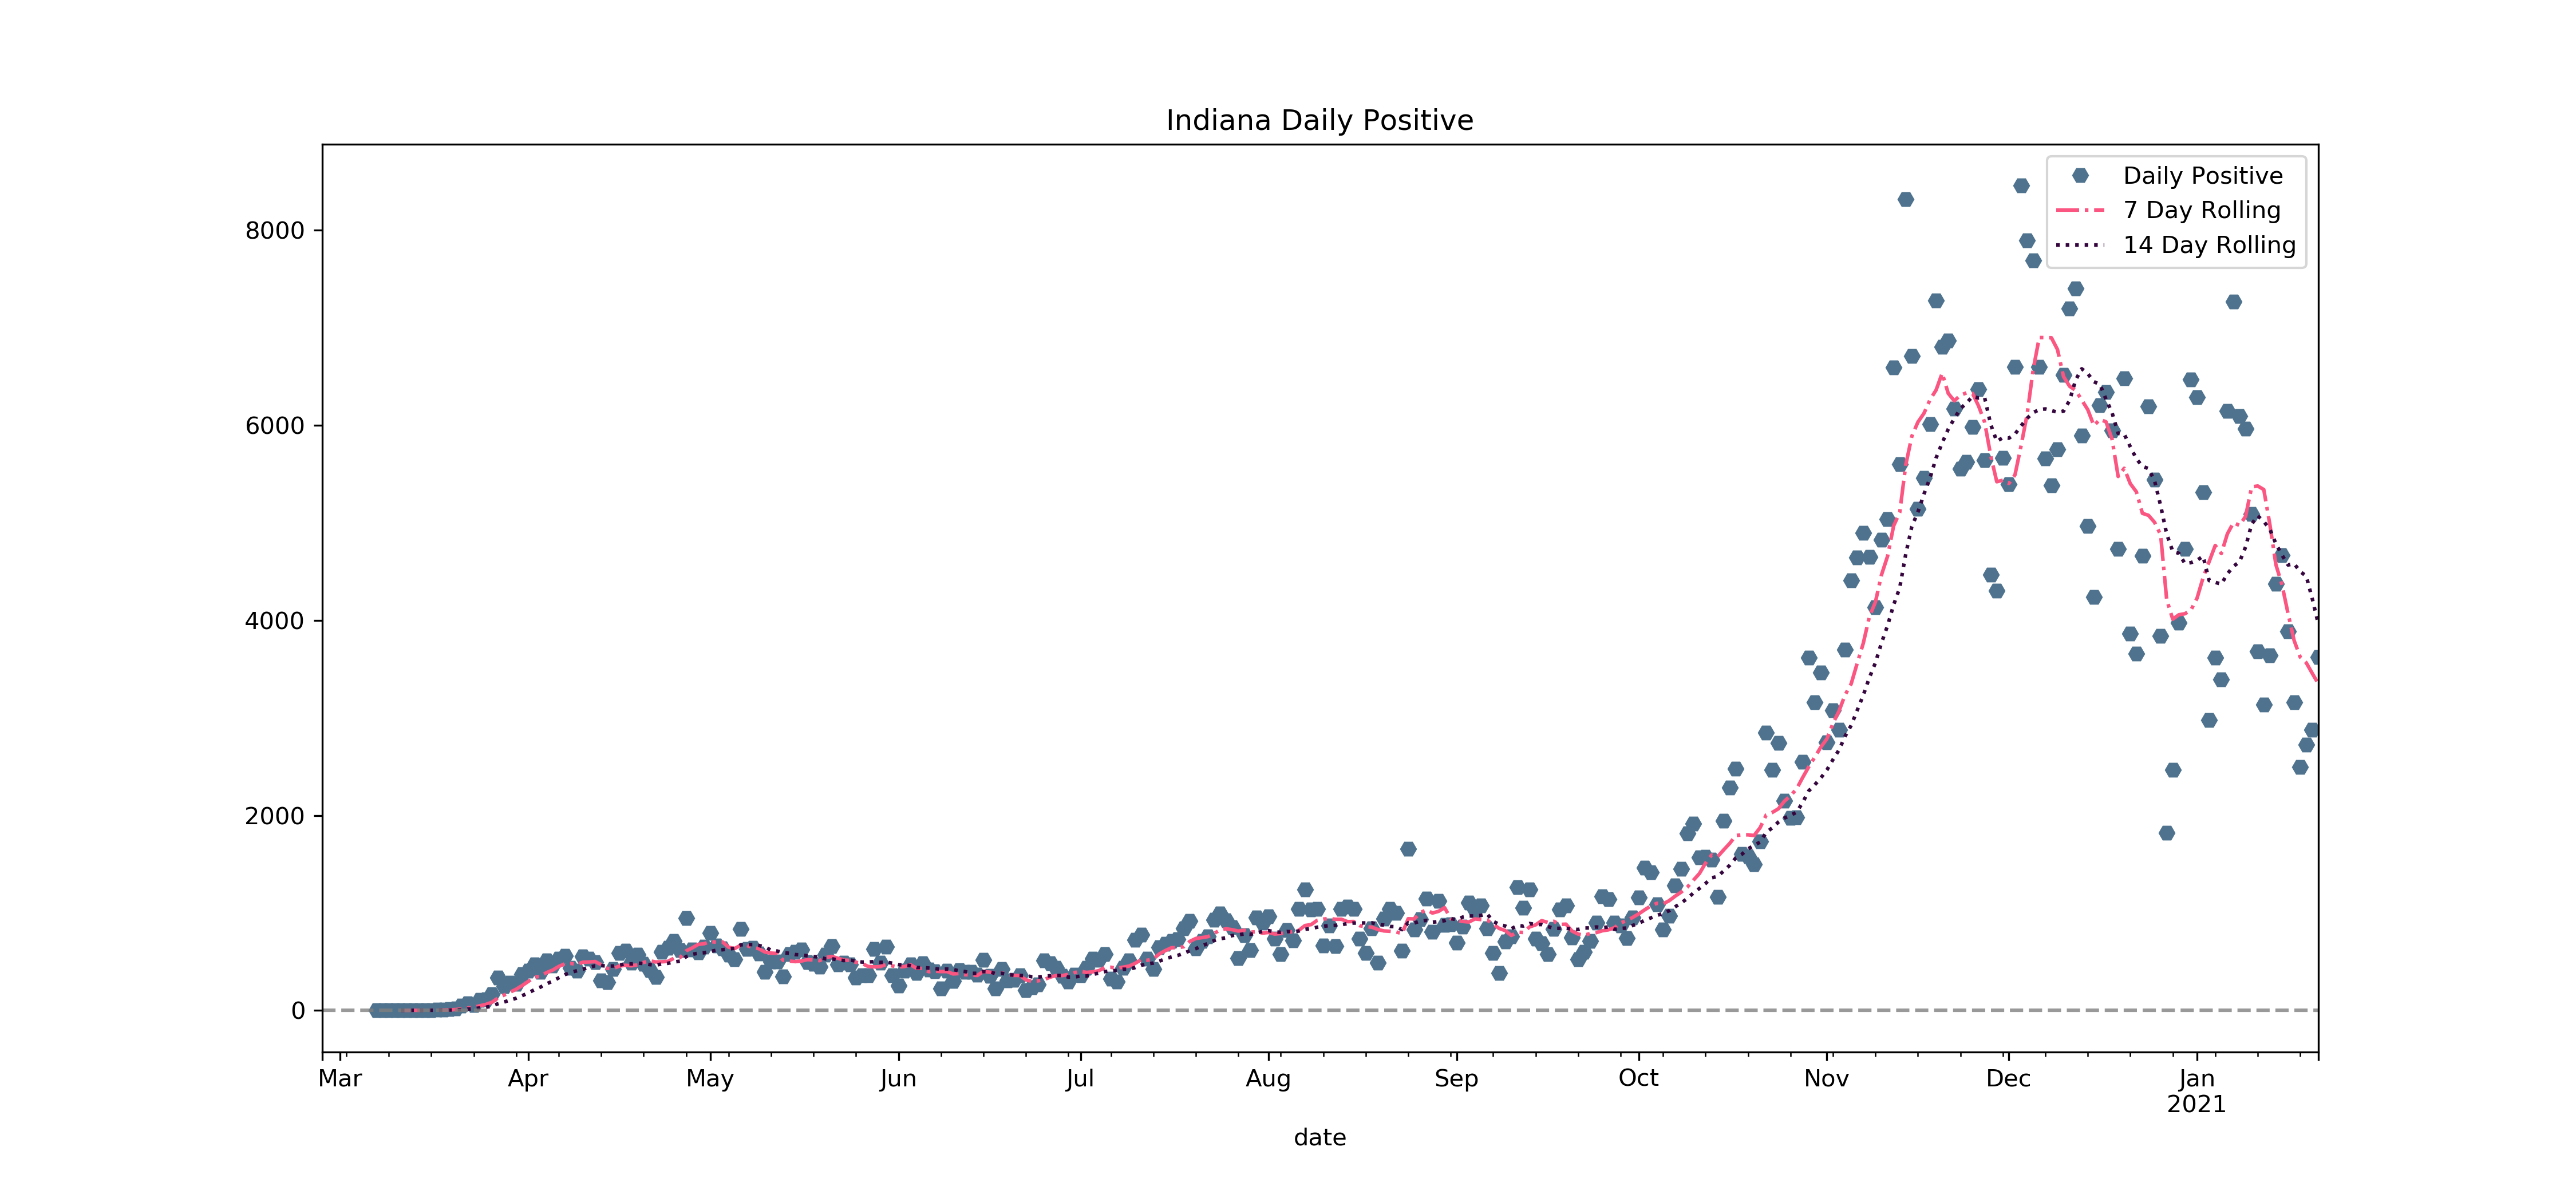 Indiana Daily Positive
Daily Positive
7 Day Rolling
14 Day Rolling
8000
6000
4000
2000
0
Mar Apr May Jun Jul Aug Sep Oct Nov Dec Jan
2021
date